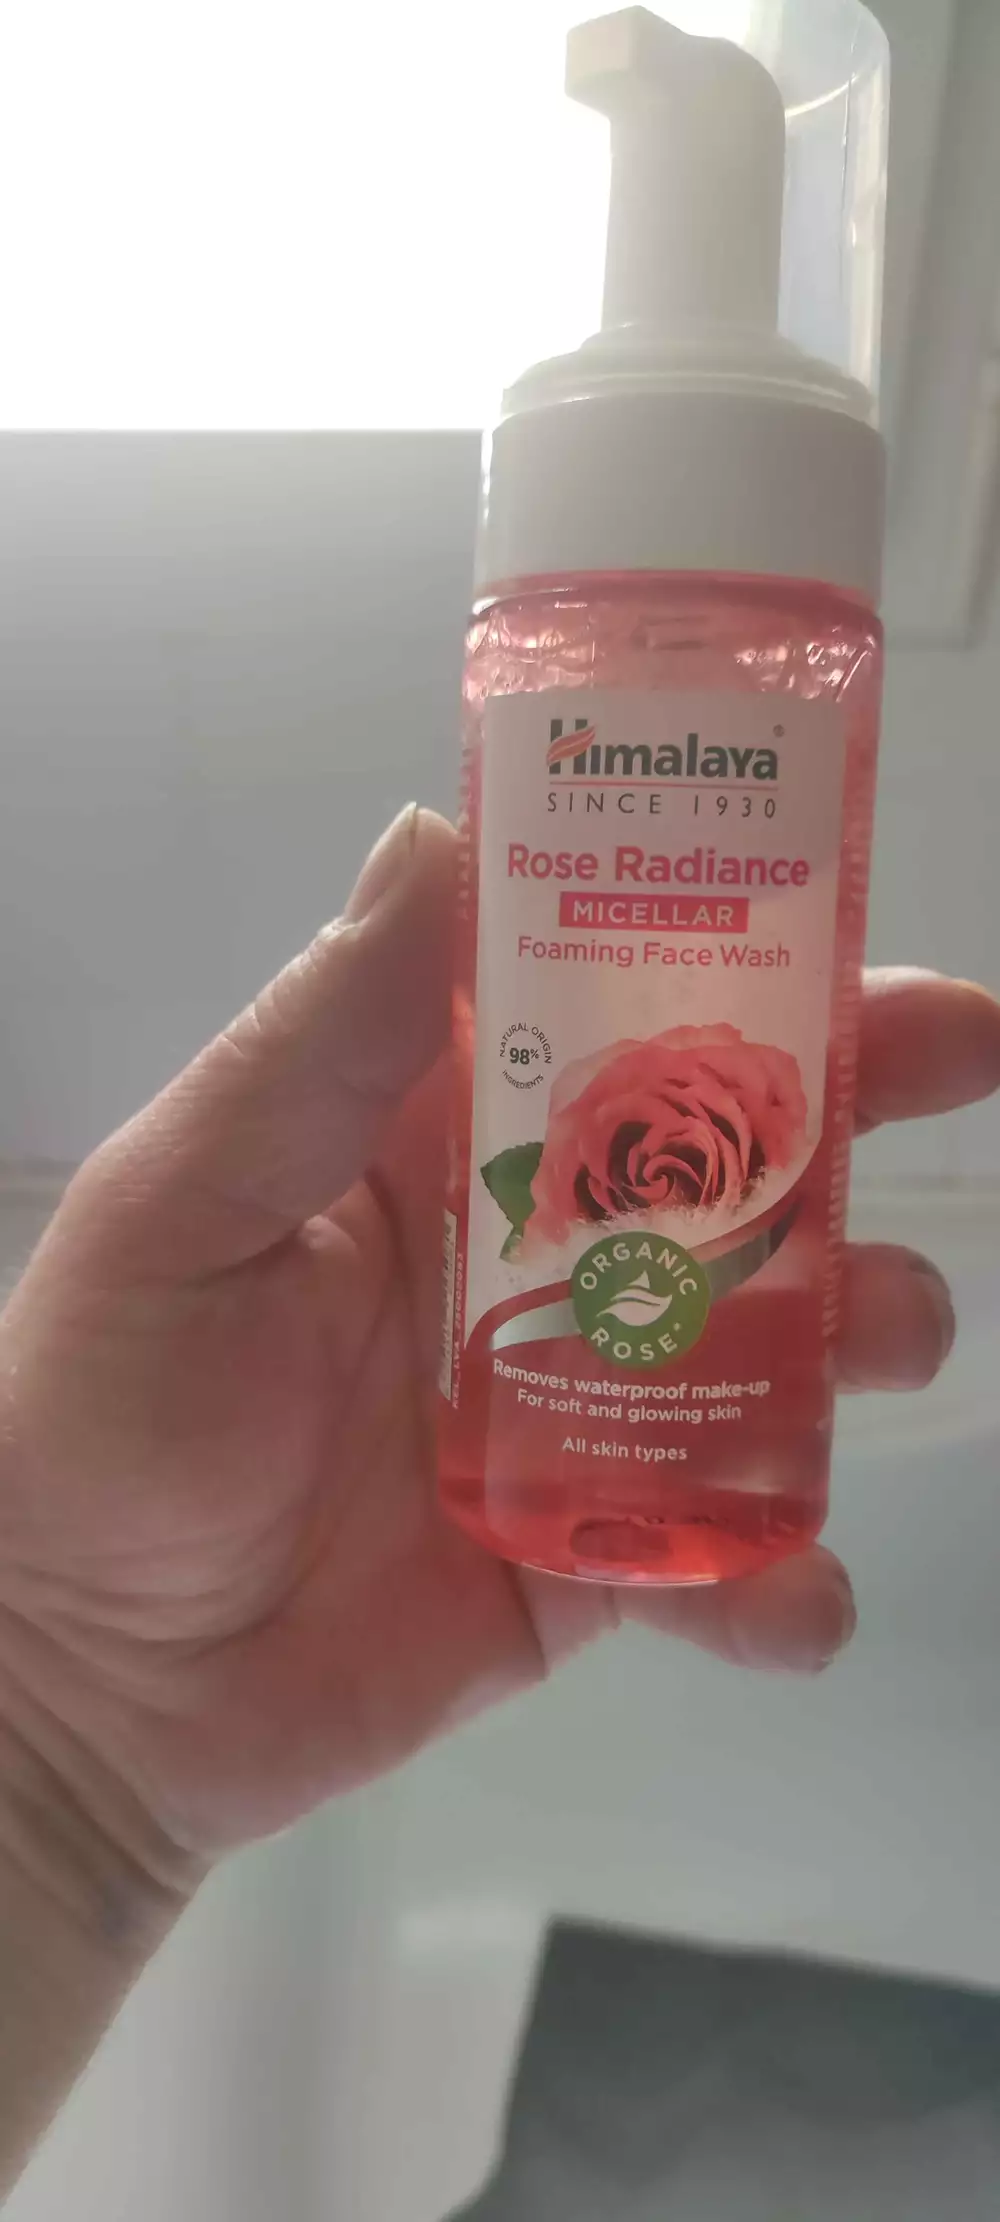 Himalaya®
SINCE 1930
Rose Radiance
MICELLAR
Foaming Face Wash
NATURAL ORIGIN
98%
INGREDIENTS
ORGANIC
ROSE*
Removes waterproof make-up
For soft and glowing skin
All skin types